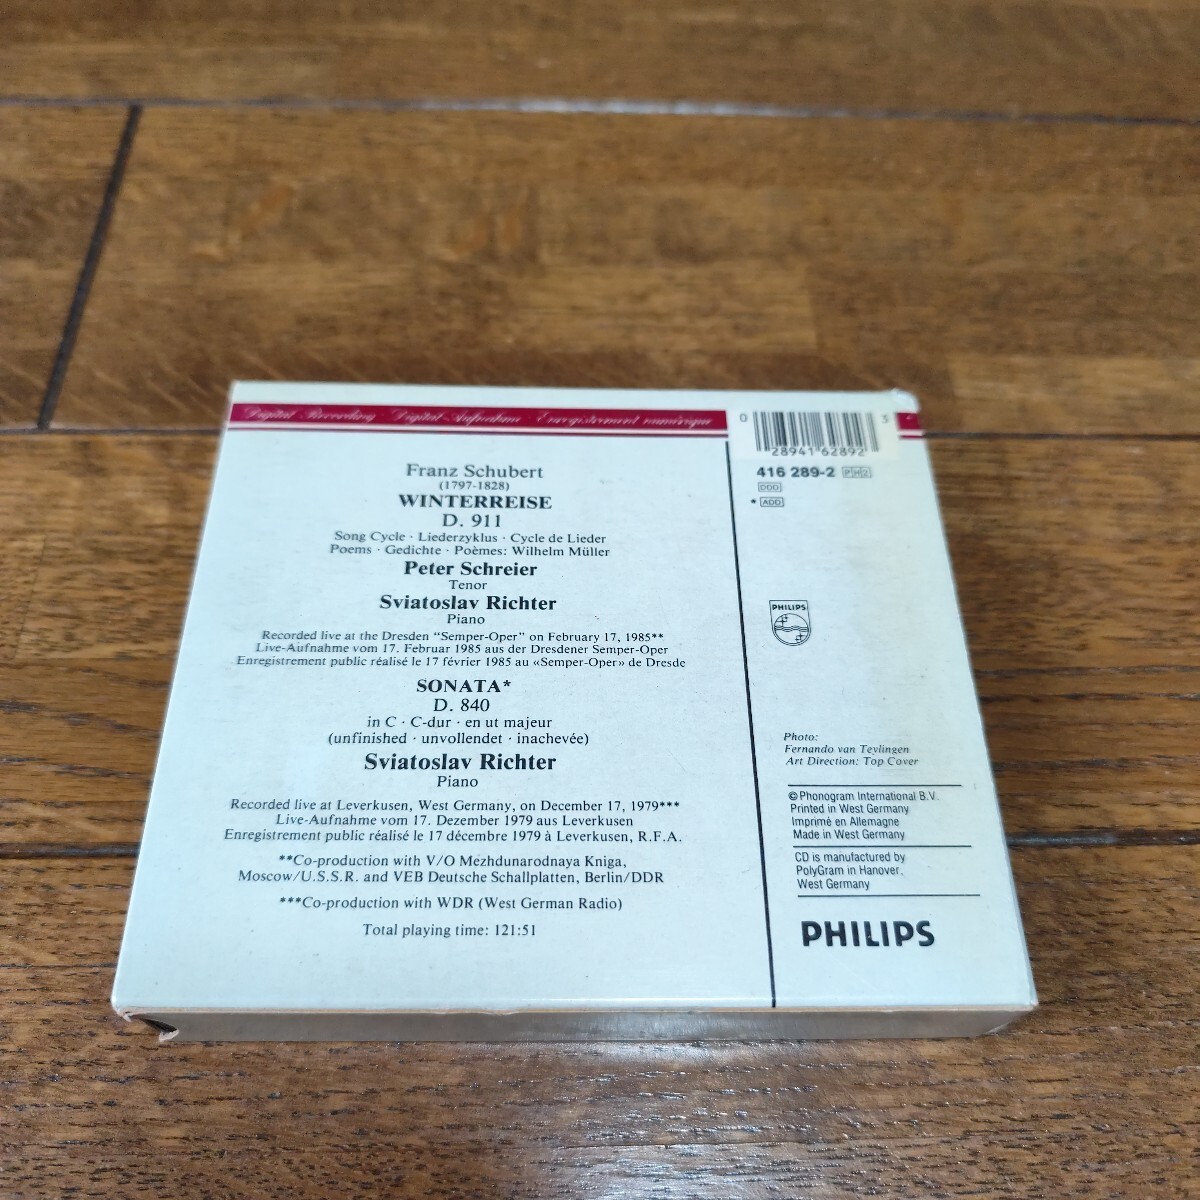 Digital Recording · Digital-Aufnahme · Enregistrement numérique
Franz Schubert
(1797-1828)
WINTERREISE
D. 911
Song Cycle · Liederzyklus · Cycle de Lieder
Poems · Gedichte · Poèmes: Wilhelm Müller
Peter Schreier
Tenor
Sviatoslav Richter
Piano
Recorded live at the Dresden "Semper-Oper" on February 17, 1985**
Live-Aufnahme vom 17. Februar 1985 aus der Dresdener Semper-Oper
Enregistrement public réalisé le 17 février 1985 au «Semper-Oper» de Dresde
SONATA*
D. 840
in C · C-dur · en ut majeur
(unfinished · unvollendet · inachevée)
Sviatoslav Richter
Piano
Recorded live at Leverkusen, West Germany, on December 17, 1979***
Live-Aufnahme vom 17. Dezember 1979 aus Leverkusen
Enregistrement public réalisé le 17 décembre 1979 à Leverkusen, R.F.A.
**Co-production with V/O Mezhdunarodnaya Kniga,
Moscow/U.S.S.R. and VEB Deutsche Schallplatten, Berlin/DDR
***Co-production with WDR (West German Radio)
Total playing time: 121:51
0 28941 62892 3
416 289-2 PH2
DDD
* ADD
PHILIPS
Photo:
Fernando van Teylingen
Art Direction: Top Cover
℗ Phonogram International B.V.
Printed in West Germany
Imprimé en Allemagne
Made in West Germany
CD is manufactured by
PolyGram in Hanover,
West Germany
PHILIPS